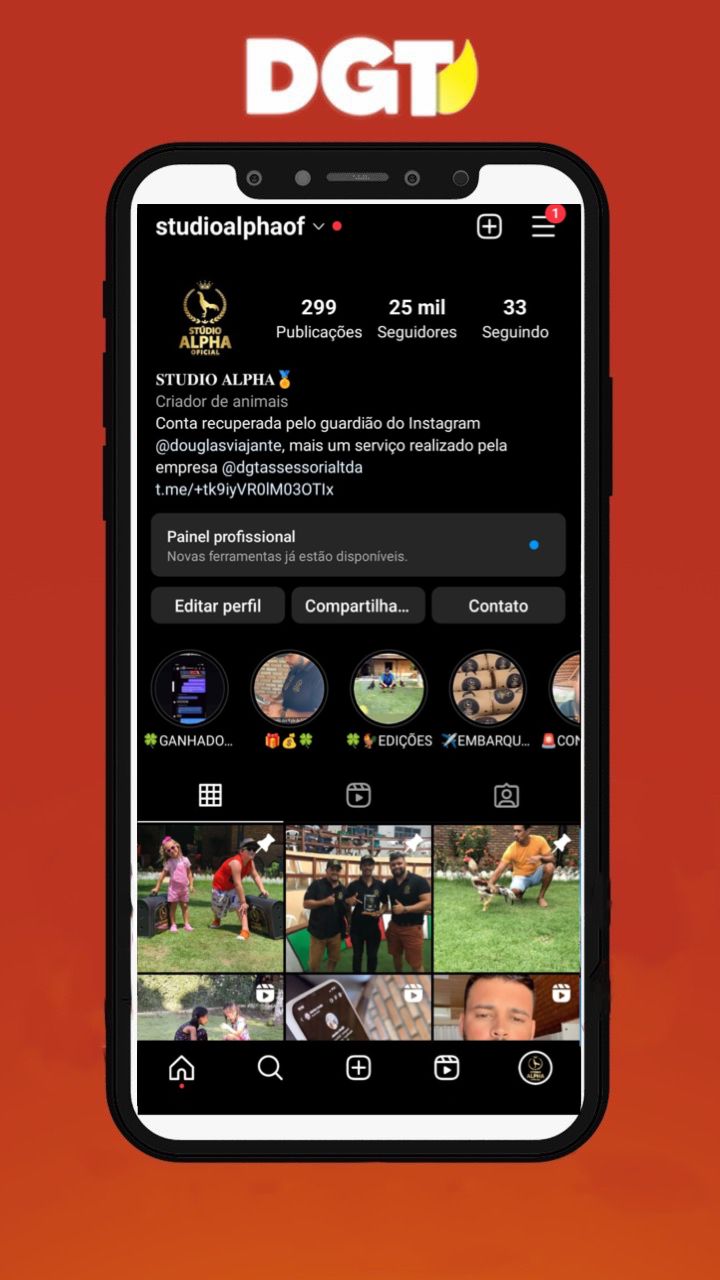 DGT
studioalphaof
1
STÚDIO
ALPHA
OFICIAL
299
Publicações
25 mil
Seguidores
33
Seguindo
𝐒𝐓𝐔𝐃𝐈𝐎 𝐀𝐋𝐏𝐇𝐀🏅
Criador de animais
Conta recuperada pelo guardião do Instagram
@douglasviajante, mais um serviço realizado pela
empresa @dgtassessorialtda
t.me/+tk9iyVR0lM03OTIx
Painel profissional
Novas ferramentas já estão disponíveis.
Editar perfil
Compartilha...
Contato
🍀GANHADO...
🎁💰🍀
🍀🐓EDIÇÕES
✈️EMBARQU...
🚨CON